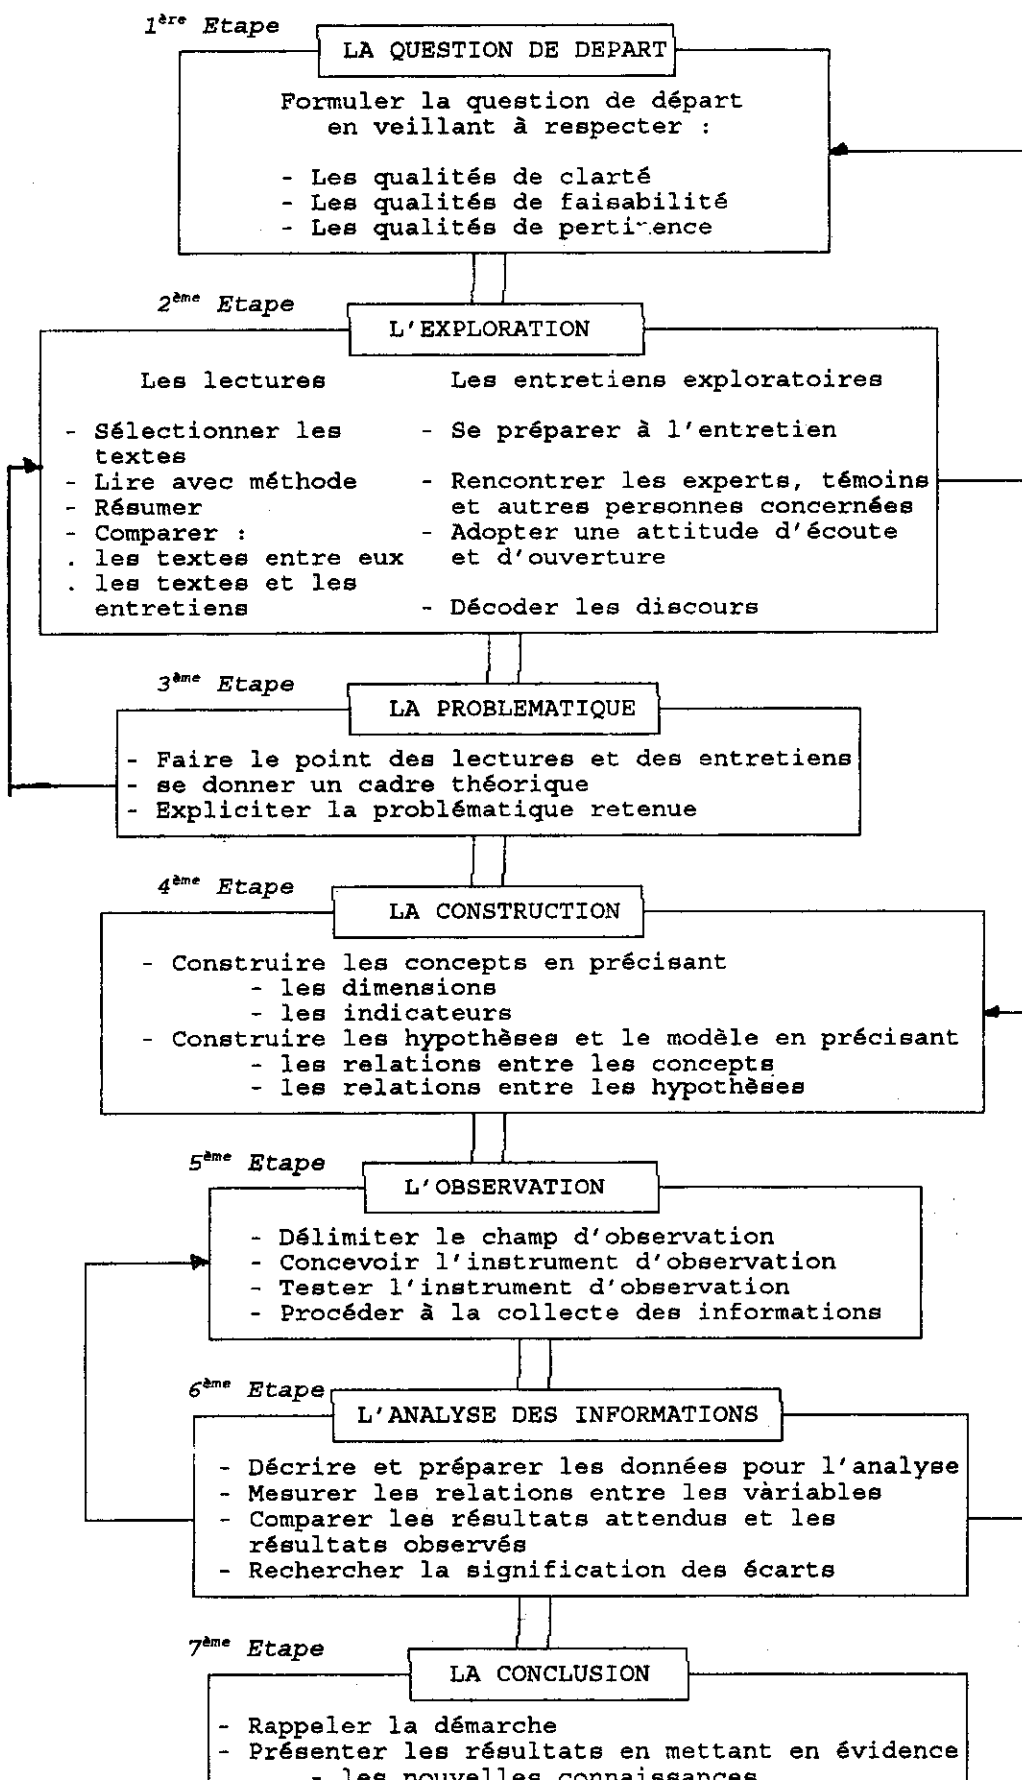 1ère Etape
LA QUESTION DE DEPART
Formuler la question de départ
en veillant à respecter :
- Les qualités de clarté
- Les qualités de faisabilité
- Les qualités de pertinence
2ème Etape
L'EXPLORATION
Les lectures
- Sélectionner les
textes
- Lire avec méthode
- Résumer
- Comparer :
. les textes entre eux
. les textes et les
entretiens
Les entretiens exploratoires
- Se préparer à l'entretien
- Rencontrer les experts, témoins
et autres personnes concernées
- Adopter une attitude d'écoute
et d'ouverture
- Décoder les discours
3ème Etape
LA PROBLEMATIQUE
- Faire le point des lectures et des entretiens
- se donner un cadre théorique
- Expliciter la problématique retenue
4ème Etape
LA CONSTRUCTION
- Construire les concepts en précisant
- les dimensions
- les indicateurs
- Construire les hypothèses et le modèle en précisant
- les relations entre les concepts
- les relations entre les hypothèses
5ème Etape
L'OBSERVATION
- Délimiter le champ d'observation
- Concevoir l'instrument d'observation
- Tester l'instrument d'observation
- Procéder à la collecte des informations
6ème Etape
L'ANALYSE DES INFORMATIONS
- Décrire et préparer les données pour l'analyse
- Mesurer les relations entre les variables
- Comparer les résultats attendus et les
résultats observés
- Rechercher la signification des écarts
7ème Etape
LA CONCLUSION
- Rappeler la démarche
- Présenter les résultats en mettant en évidence
- les nouvelles connaissances